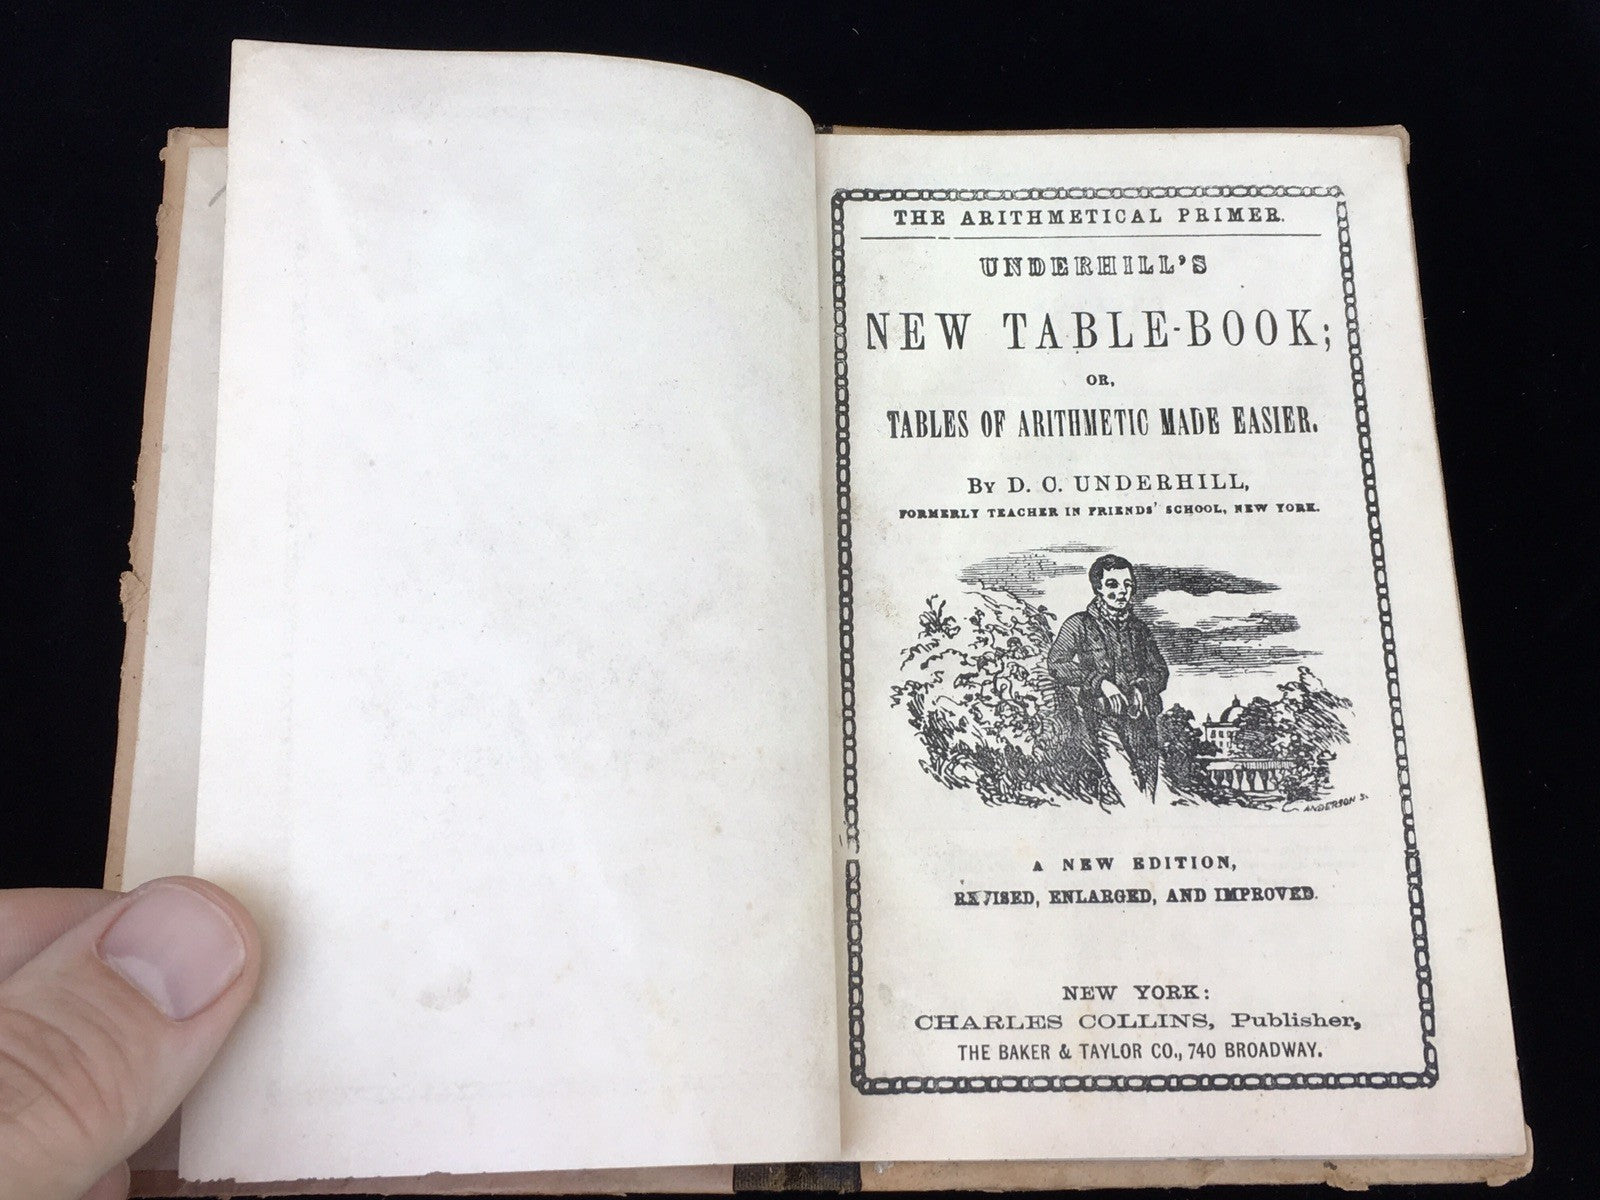 THE ARITHMETICAL PRIMER.
UNDERHILL'S
NEW TABLE-BOOK;
OR,
TABLES OF ARITHMETIC MADE EASIER.
By D. C. UNDERHILL,
FORMERLY TEACHER IN FRIENDS' SCHOOL, NEW YORK.
ANDERSON S.
A NEW EDITION,
REVISED, ENLARGED, AND IMPROVED.
NEW YORK:
CHARLES COLLINS, Publisher,
THE BAKER & TAYLOR CO., 740 BROADWAY.